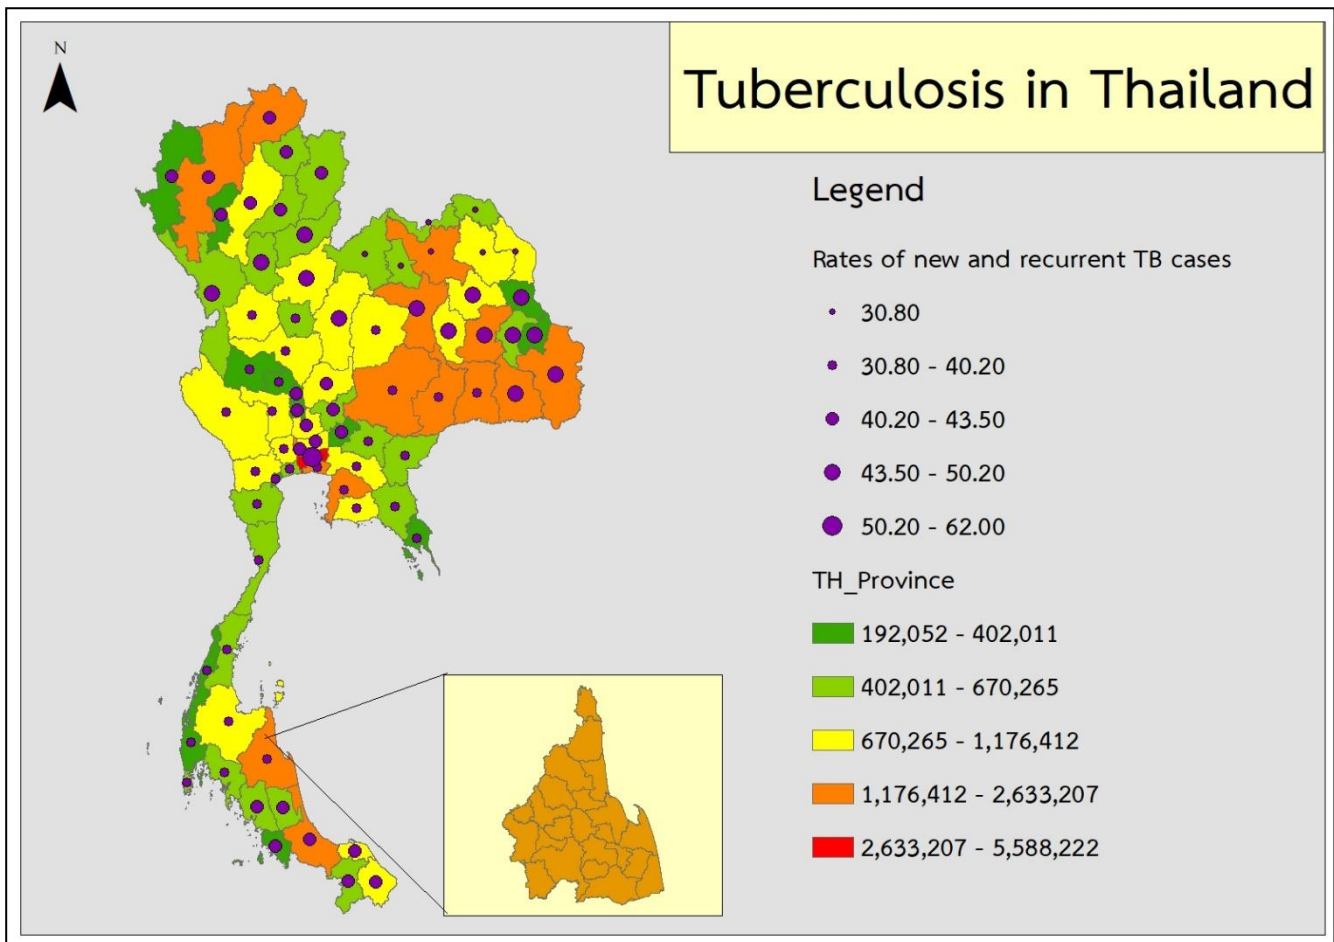 N
Tuberculosis in Thailand
Legend
Rates of new and recurrent TB cases
30.80
30.80 - 40.20
40.20 - 43.50
43.50 - 50.20
50.20 - 62.00
TH_Province
192,052 - 402,011
402,011 - 670,265
670,265 - 1,176,412
1,176,412 - 2,633,207
2,633,207 - 5,588,222